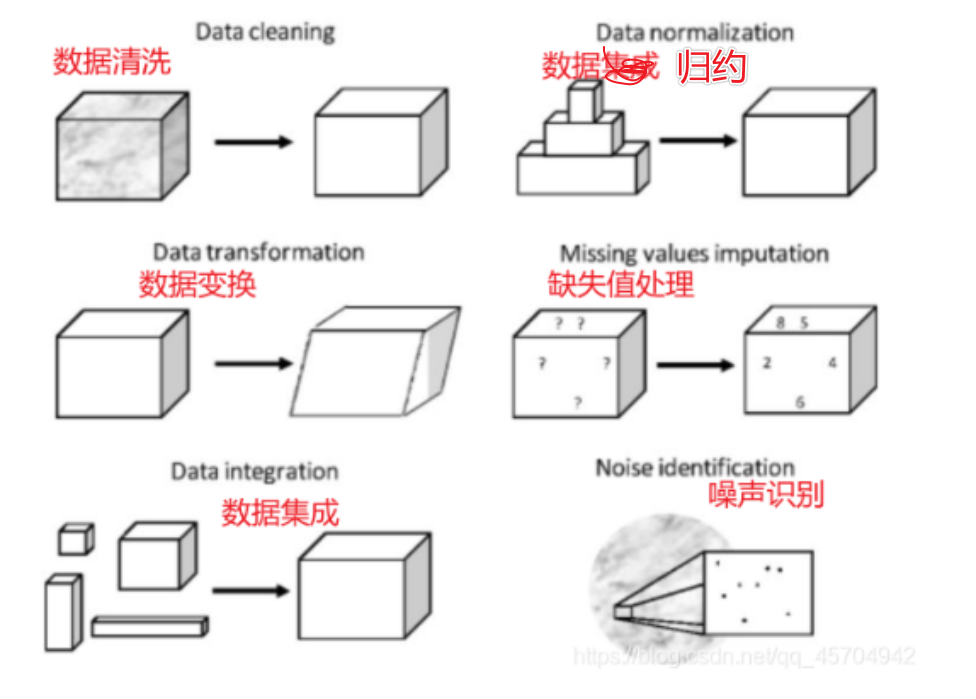 Data cleaning
数据清洗
Data normalization
数据集成 归约
Data transformation
数据变换
Missing values imputation
缺失值处理
? ?
? ?
?
8 5
2 4
6
Data integration
数据集成
Noise identification
噪声识别
https://blog.csdn.net/qq_45704942